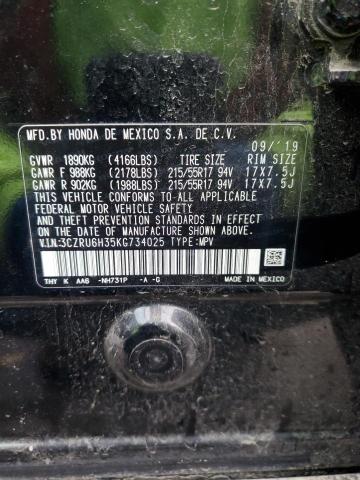 MFD.BY HONDA DE MEXICO S.A. DE C.V.
09/'19
GVWR 1890KG (4166LBS) TIRE SIZE RIM SIZE
GAWR F 988KG (2178LBS) 215/55R17 94V 17X7.5J
GAWR R 902KG (1988LBS) 215/55R17 94V 17X7.5J
THIS VEHICLE CONFORMS TO ALL APPLICABLE
FEDERAL MOTOR VEHICLE SAFETY, BUMPER,
AND THEFT PREVENTION STANDARDS IN EFFECT
ON THE DATE OF MANUFACTURE SHOWN ABOVE.
V.I.N:3CZRU6H35KG734025 TYPE:MPV
THY K AA6 -NH731P -A -G MADE IN MEXICO